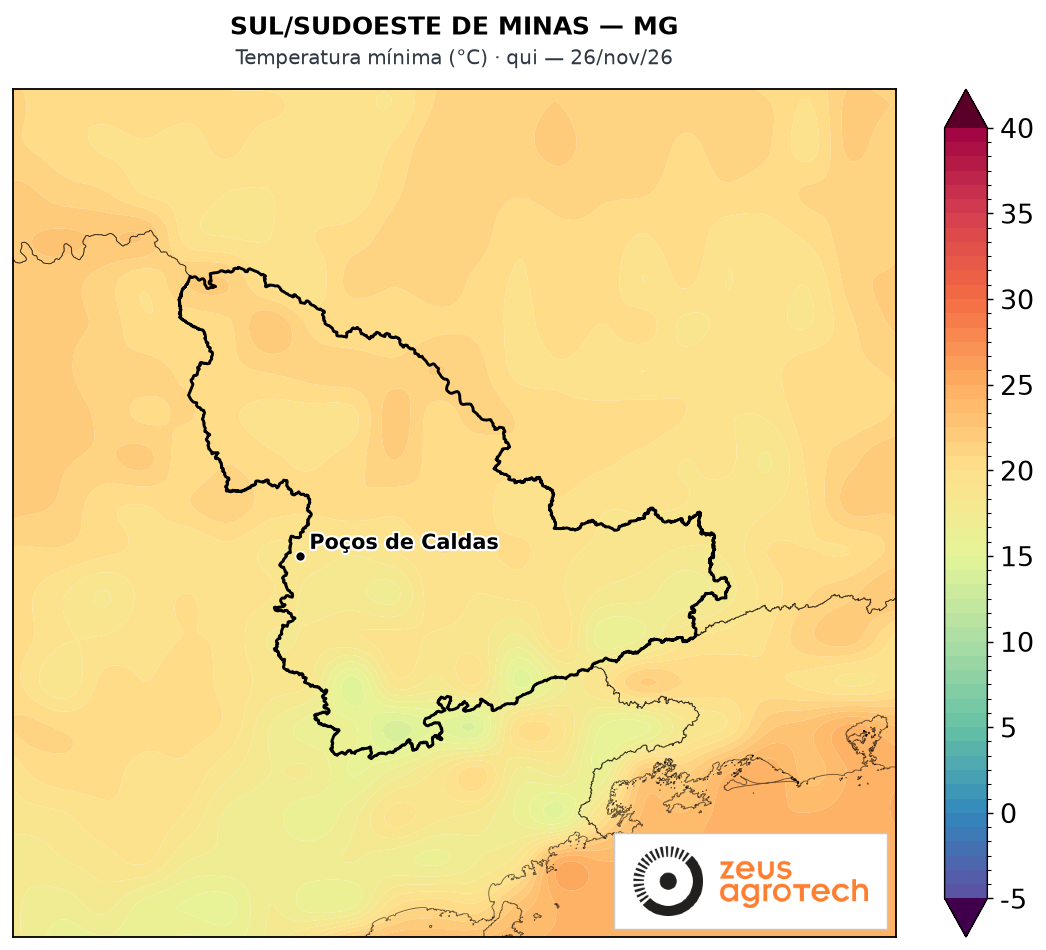 SUL/SUDOESTE DE MINAS — MG
Temperatura mínima (°C) · qui — 26/nov/26
40
35
30
25
20
15
10
5
0
-5
Poços de Caldas
zeus
agrotech